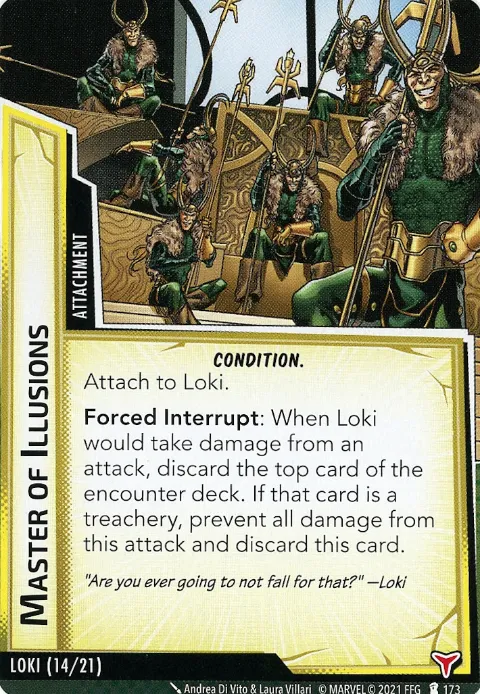 MASTER OF ILLUSIONS
ATTACHMENT
CONDITION.
Attach to Loki.
Forced Interrupt: When Loki
would take damage from an
attack, discard the top card of the
encounter deck. If that card is a
treachery, prevent all damage from
this attack and discard this card.
"Are you ever going to not fall for that?" —Loki
LOKI (14/21)
Andrea Di Vito & Laura Villari © MARVEL © 2021 FFG 173